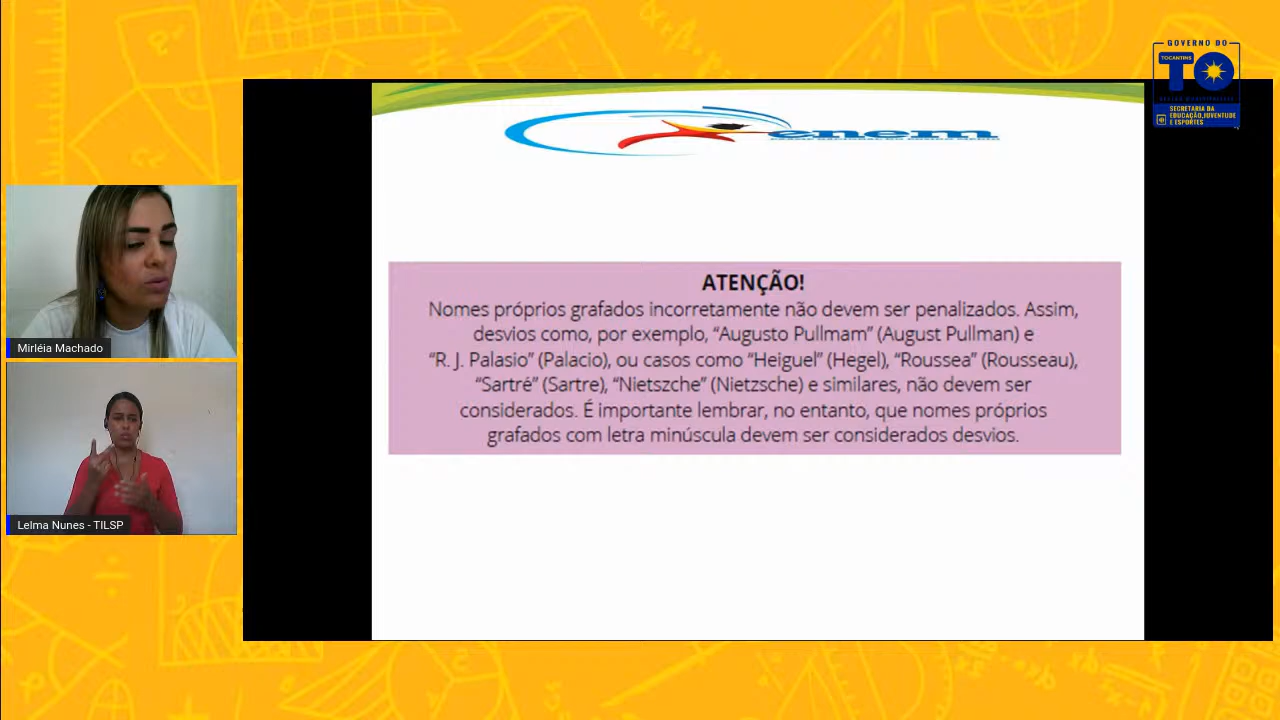 GOVERNO DO
TOCANTINS
TO
SECRETARIA DA
EDUCAÇÃO, JUVENTUDE
E ESPORTES
enem
ATENÇÃO!
Nomes próprios grafados incorretamente não devem ser penalizados. Assim,
desvios como, por exemplo, “Augusto Pullmam” (August Pullman) e
“R. J. Palasio” (Palacio), ou casos como “Heiguel” (Hegel), “Roussea” (Rousseau),
“Sartré” (Sartre), “Nietszche” (Nietzsche) e similares, não devem ser
considerados. É importante lembrar, no entanto, que nomes próprios
grafados com letra minúscula devem ser considerados desvios.
Mirléia Machado
Lelma Nunes - TILSP